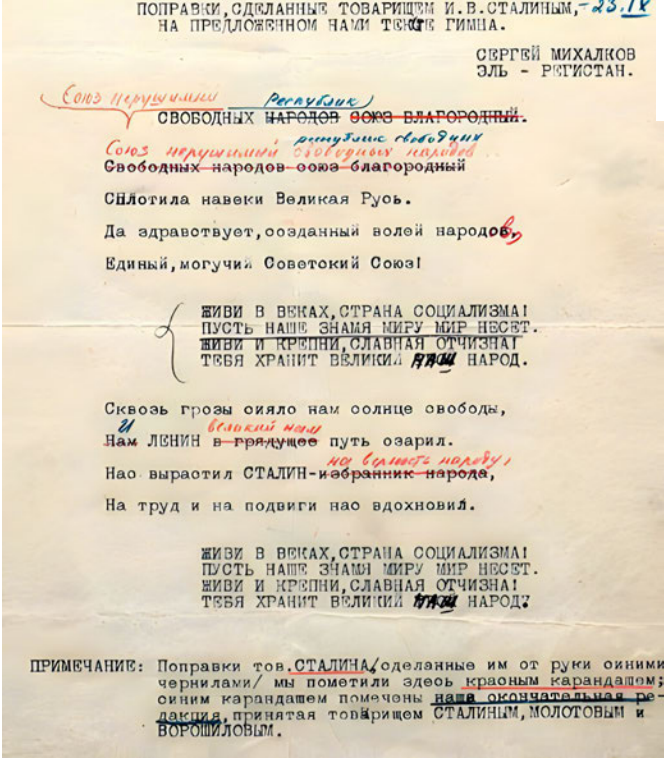 ПОПРАВКИ, СДЕЛАННЫЕ ТОВАРИЩЕМ И.В.СТАЛИНЫМ, - 23.IX
НА ПРЕДЛОЖЕННОМ НАМИ ТЕКСТЕ ГИМНА.
СЕРГЕЙ МИХАЛКОВ
ЭЛЬ - РЕГИСТАН.
Союз нерушимый Республик
СВОБОДНЫХ НАРОДОВ СОЮЗ БЛАГОРОДНЫЙ.
республик свободных
Союз нерушимый свободных народов
Свободных народов союз благородный
Сплотила навеки Великая Русь.
Да здравствует, созданный волей народов,
Единый, могучий Советский Союз!
ЖИВИ В ВЕКАХ, СТРАНА СОЦИАЛИЗМА!
ПУСТЬ НАШЕ ЗНАМЯ МИРУ МИР НЕСЕТ.
ЖИВИ И КРЕПНИ, СЛАВНАЯ ОТЧИЗНА!
ТЕБЯ ХРАНИТ ВЕЛИКИЙ НАШ НАРОД.
Сквозь грозы сияло нам солнце свободы,
И великий нам
Нам ЛЕНИН в грядущее путь озарил.
на верность народу,
Нас вырастил СТАЛИН-избранник народа,
На труд и на подвиги нас вдохновил.
ЖИВИ В ВЕКАХ, СТРАНА СОЦИАЛИЗМА!
ПУСТЬ НАШЕ ЗНАМЯ МИРУ МИР НЕСЕТ.
ЖИВИ И КРЕПНИ, СЛАВНАЯ ОТЧИЗНА!
ТЕБЯ ХРАНИТ ВЕЛИКИЙ НАШ НАРОД.
ПРИМЕЧАНИЕ: Поправки тов.СТАЛИНА/сделанные им от руки синими
чернилами/ мы пометили здесь красным карандашем;
синим карандашем помечены наша окончательная ре-
дакция, принятая товарищем СТАЛИНЫМ, МОЛОТОВЫМ и
ВОРОШИЛОВЫМ.